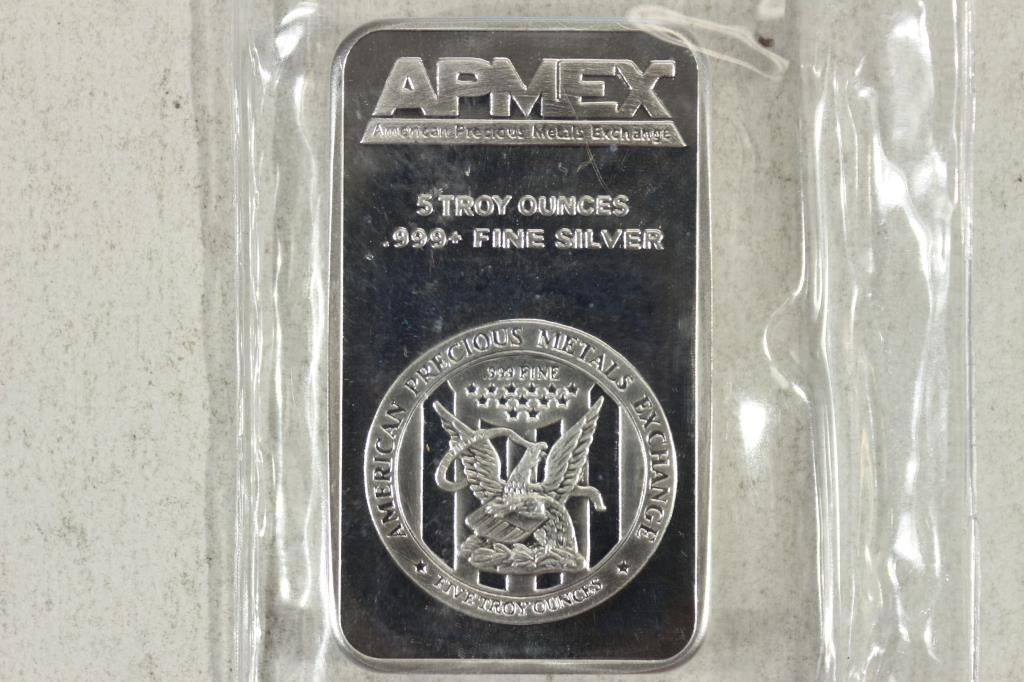 APMEX
American Precious Metals Exchange
5 TROY OUNCES
.999+ FINE SILVER
AMERICAN PRECIOUS METALS EXCHANGE
.999 FINE
FIVE TROY OUNCES